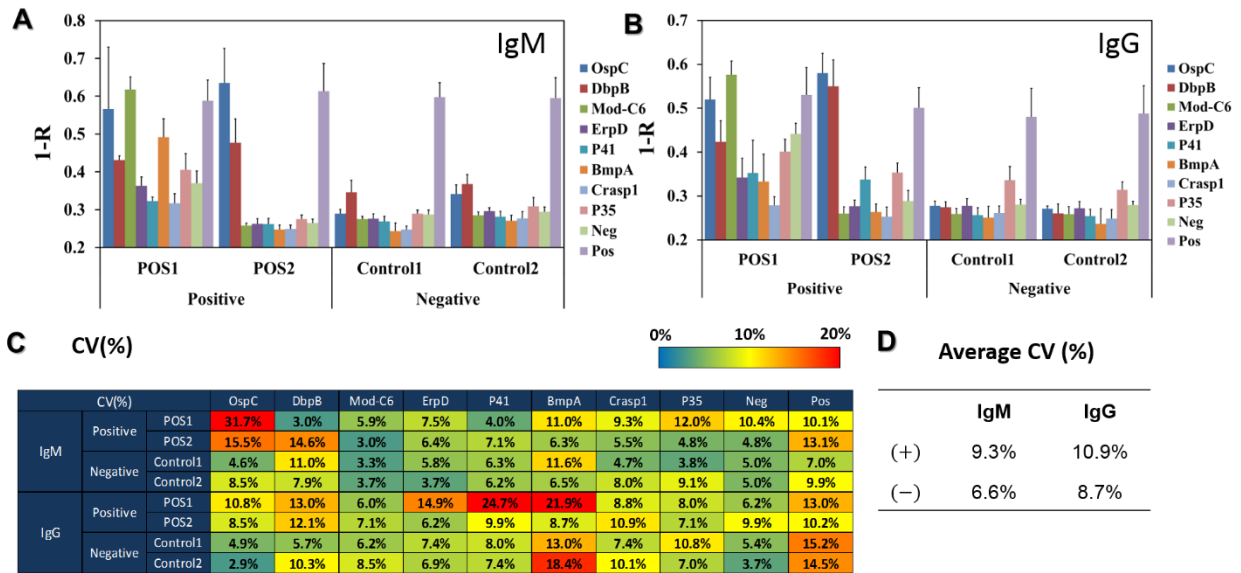 A
IgM
0.8
0.7
0.6
0.5
0.4
0.3
0.2
1-R
OspC
DbpB
Mod-C6
ErpD
P41
BmpA
Crasp1
P35
Neg
Pos
POS1 POS2 Control1 Control2
Positive Negative
B
IgG
0.7
0.6
0.5
0.4
0.3
0.2
1-R
OspC
DbpB
Mod-C6
ErpD
P41
BmpA
Crasp1
P35
Neg
Pos
POS1 POS2 Control1 Control2
Positive Negative
C CV(%)
0% 10% 20%
CV(%) OspC DbpB Mod-C6 ErpD P41 BmpA Crasp1 P35 Neg Pos
IgM Positive POS1 31.7% 3.0% 5.9% 7.5% 4.0% 11.0% 9.3% 12.0% 10.4% 10.1%
POS2 15.5% 14.6% 3.0% 6.4% 7.1% 6.3% 5.5% 4.8% 4.8% 13.1%
Negative Control1 4.6% 11.0% 3.3% 5.8% 6.3% 11.6% 4.7% 3.8% 5.0% 7.0%
Control2 8.5% 7.9% 3.7% 3.7% 6.2% 6.5% 8.0% 9.1% 5.0% 9.9%
IgG Positive POS1 10.8% 13.0% 6.0% 14.9% 24.7% 21.9% 8.8% 8.0% 6.2% 13.0%
POS2 8.5% 12.1% 7.1% 6.2% 9.9% 8.7% 10.9% 7.1% 9.9% 10.2%
Negative Control1 4.9% 5.7% 6.2% 7.4% 8.0% 13.0% 7.4% 10.8% 5.4% 15.2%
Control2 2.9% 10.3% 8.5% 6.9% 7.4% 18.4% 10.1% 7.0% 3.7% 14.5%
D Average CV (%)
IgM IgG
(+) 9.3% 10.9%
(−) 6.6% 8.7%